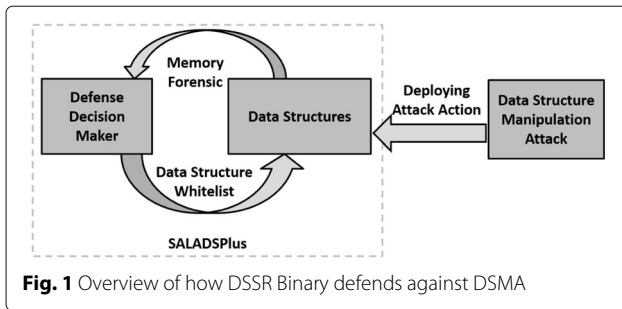 Memory
Forensic
Defense
Decision
Maker
Data Structures
Deploying
Attack Action
Data Structure
Manipulation
Attack
Data Structure
Whitelist
SALADSPlus
Fig. 1 Overview of how DSSR Binary defends against DSMA